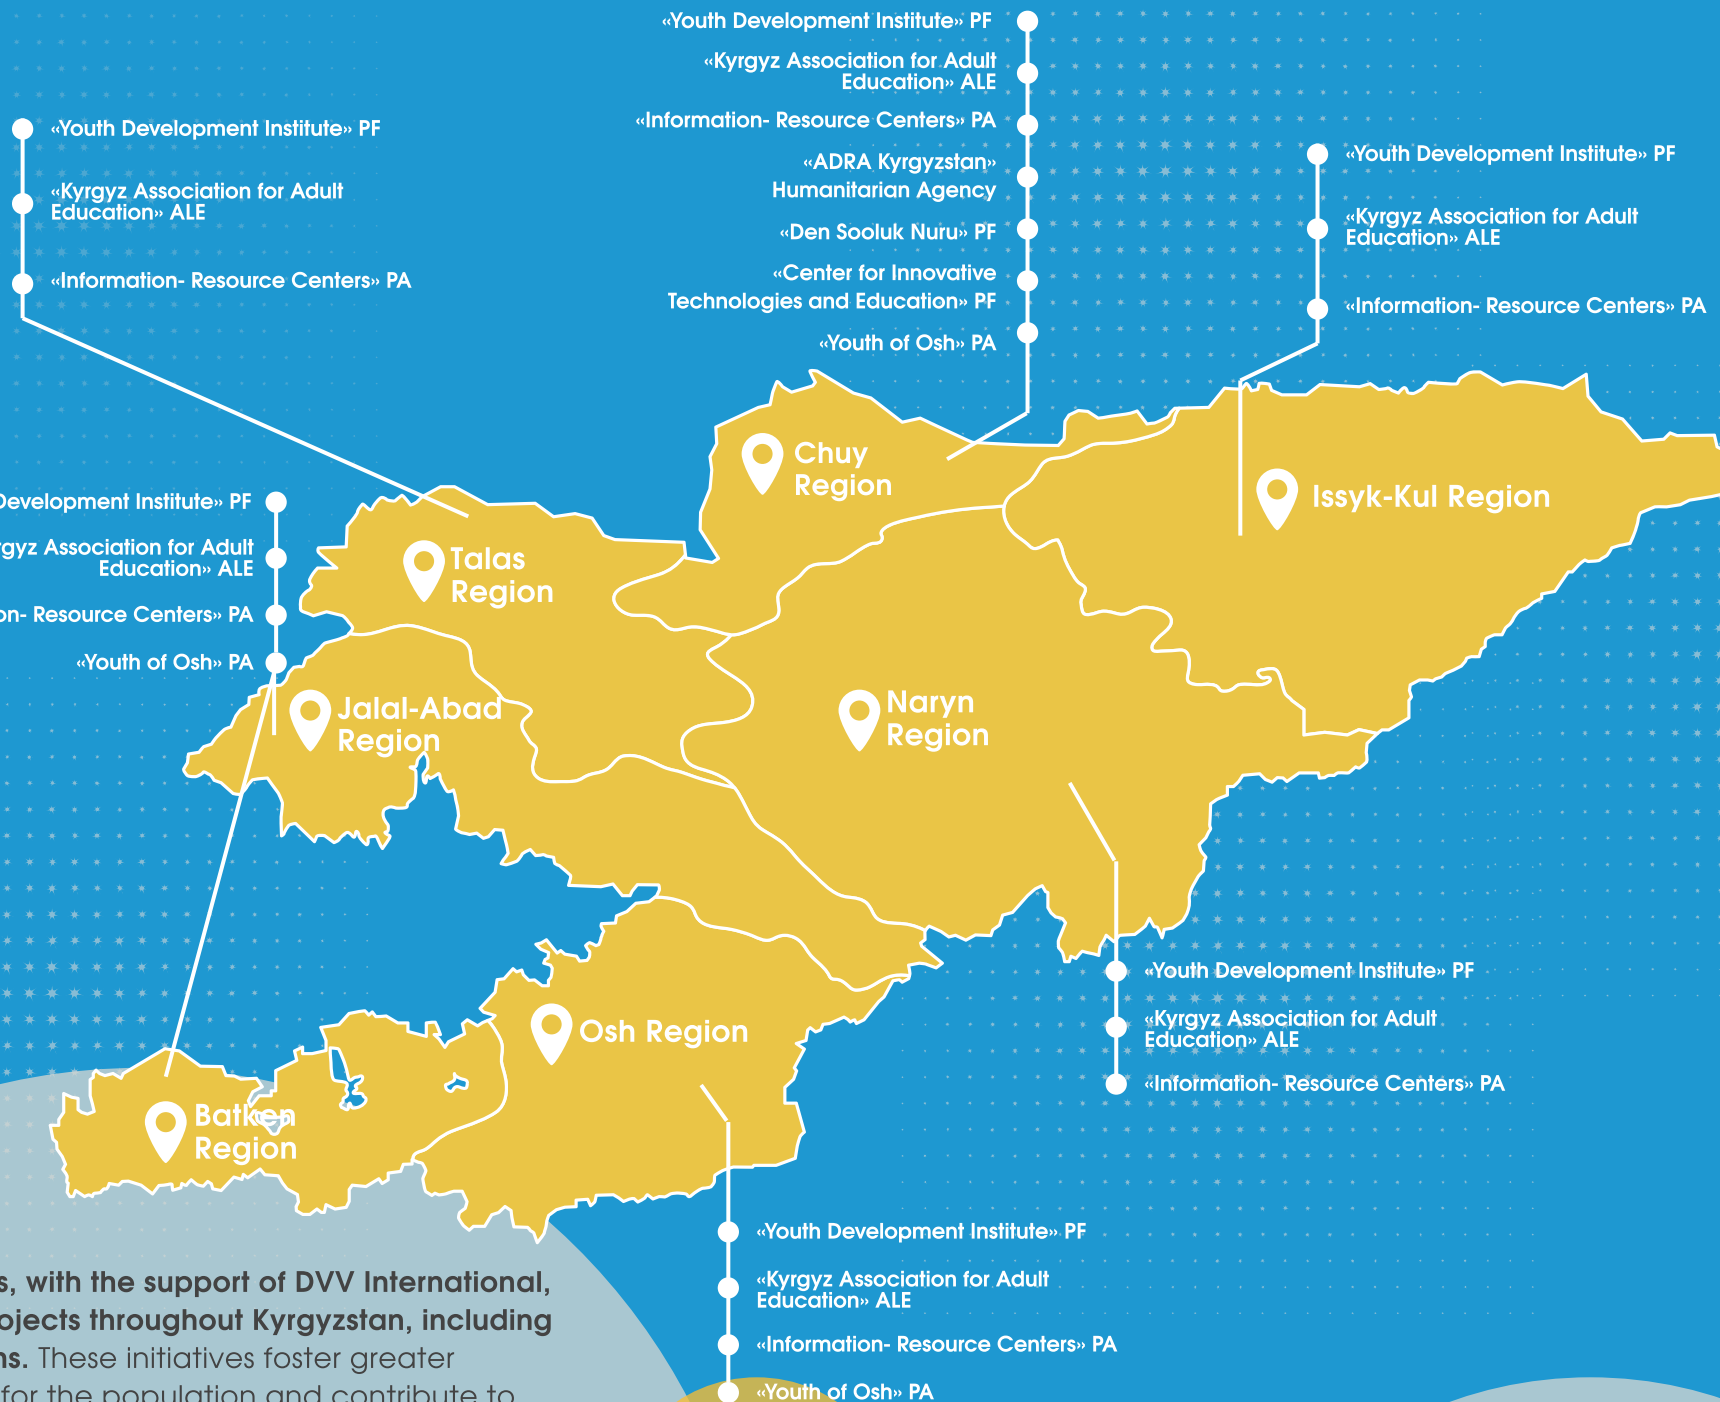 «Youth Development Institute» PF
«Kyrgyz Association for Adult
Education» ALE
«Information- Resource Centers» PA
«Youth Development Institute» PF
«Kyrgyz Association for Adult
Education» ALE
«Information- Resource Centers» PA
«ADRA Kyrgyzstan»
Humanitarian Agency
«Den Sooluk Nuru» PF
«Center for Innovative
Technologies and Education» PF
«Youth of Osh» PA
«Youth Development Institute» PF
«Kyrgyz Association for Adult
Education» ALE
«Information- Resource Centers» PA
Chuy
Region
Issyk-Kul Region
Talas
Region
Development Institute» PF
Association for Adult
Education» ALE
Resource Centers» PA
«Youth of Osh» PA
Jalal-Abad
Region
Naryn
Region
«Youth Development Institute» PF
«Kyrgyz Association for Adult
Education» ALE
«Information- Resource Centers» PA
Osh Region
Batken
Region
«Youth Development Institute» PF
«Kyrgyz Association for Adult
Education» ALE
«Information- Resource Centers» PA
«Youth of Osh» PA
with the support of DVV International,
throughout Kyrgyzstan, including
These initiatives foster greater
for the population and contribute to